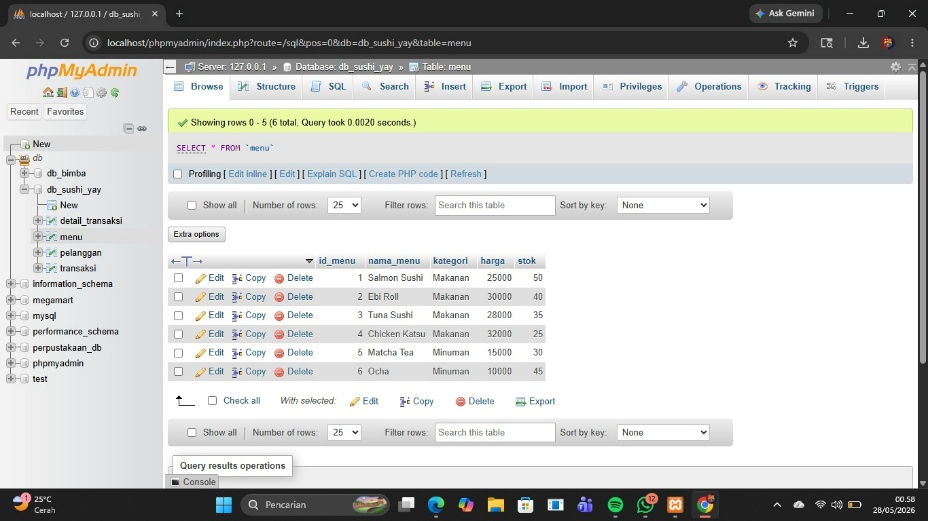 localhost / 127.0.0.1 / db_sushi
Ask Gemini
localhost/phpmyadmin/index.php?route=/sql&pos=0&db=db_sushi_yay&table=menu
phpMyAdmin
Recent Favorites
New
db
db_bimba
db_sushi_yay
New
detail_transaksi
menu
pelanggan
transaksi
information_schema
megamart
mysql
performance_schema
perpustakaan_db
phpmyadmin
test
Server: 127.0.0.1 » Database: db_sushi_yay » Table: menu
Browse Structure SQL Search Insert Export Import Privileges Operations Tracking Triggers
Showing rows 0 - 5 (6 total, Query took 0.0020 seconds.)
SELECT * FROM `menu`
Profiling [ Edit inline ] [ Edit ] [ Explain SQL ] [ Create PHP code ] [ Refresh ]
Show all Number of rows: 25 Filter rows: Search this table Sort by key: None
Extra options
id_menu nama_menu kategori harga stok
Edit Copy Delete 1 Salmon Sushi Makanan 25000 50
Edit Copy Delete 2 Ebi Roll Makanan 30000 40
Edit Copy Delete 3 Tuna Sushi Makanan 28000 35
Edit Copy Delete 4 Chicken Katsu Makanan 32000 25
Edit Copy Delete 5 Matcha Tea Minuman 15000 30
Edit Copy Delete 6 Ocha Minuman 10000 45
Check all With selected: Edit Copy Delete Export
Show all Number of rows: 25 Filter rows: Search this table Sort by key: None
Query results operations
Console
1
25°C
Cerah
Pencarian
12
00.58
28/05/2026